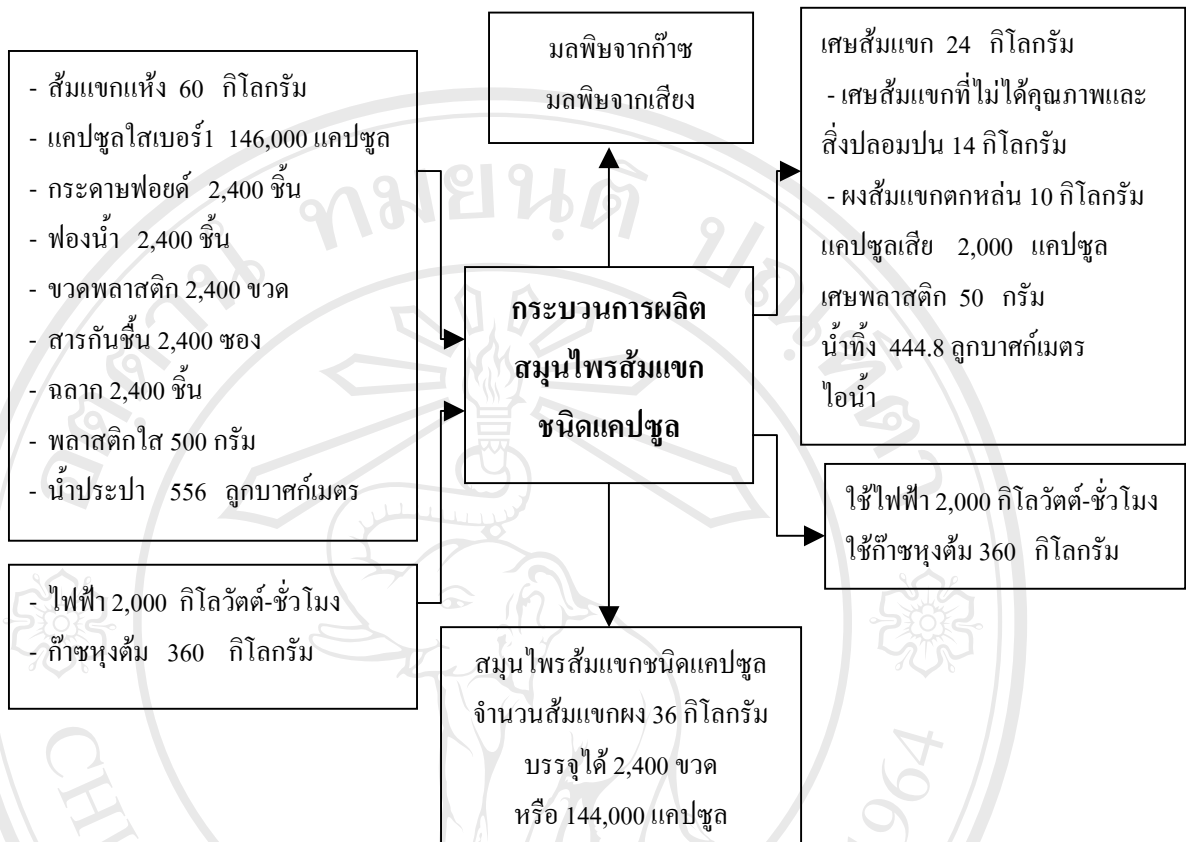 มลพิษจากก๊าซ
มลพิษจากเสียง
- ส้มแขกแห้ง 60 กิโลกรัม
- แคปซูลใสเบอร์1 146,000 แคปซูล
- กระดาษฟอยด์ 2,400 ชิ้น
- ฟองน้ำ 2,400 ชิ้น
- ขวดพลาสติก 2,400 ขวด
- สารกันชื้น 2,400 ซอง
- ฉลาก 2,400 ชิ้น
- พลาสติกใส 500 กรัม
- น้ำประปา 556 ลูกบาศก์เมตร
- ไฟฟ้า 2,000 กิโลวัตต์-ชั่วโมง
- ก๊าซหุงต้ม 360 กิโลกรัม
กระบวนการผลิต
สมุนไพรส้มแขก
ชนิดแคปซูล
เศษส้มแขก 24 กิโลกรัม
- เศษส้มแขกที่ไม่ได้คุณภาพและ
สิ่งปลอมปน 14 กิโลกรัม
- ผงส้มแขกตกหล่น 10 กิโลกรัม
แคปซูลเสีย 2,000 แคปซูล
เศษพลาสติก 50 กรัม
น้ำทิ้ง 444.8 ลูกบาศก์เมตร
ไอน้ำ
ใช้ไฟฟ้า 2,000 กิโลวัตต์-ชั่วโมง
ใช้ก๊าซหุงต้ม 360 กิโลกรัม
สมุนไพรส้มแขกชนิดแคปซูล
จำนวนส้มแขกผง 36 กิโลกรัม
บรรจุได้ 2,400 ขวด
หรือ 144,000 แคปซูล
1964